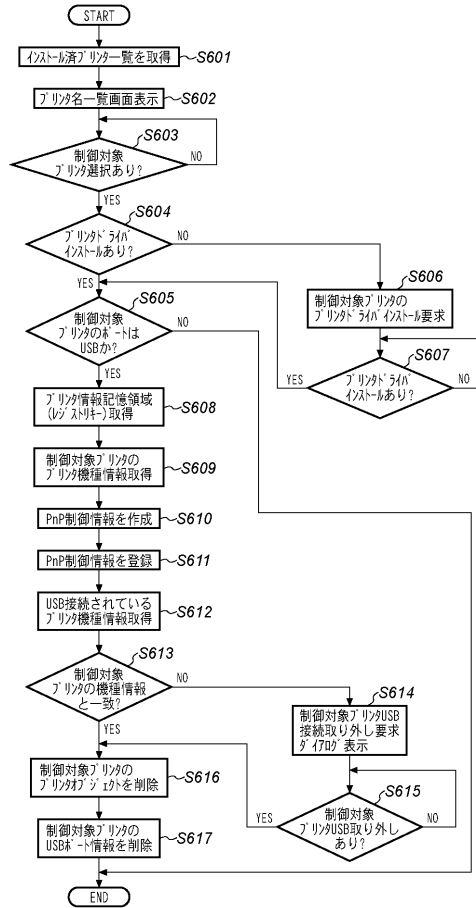 START
インストール済プリンタ一覧を取得
S601
プリンタ名一覧画面表示
S602
S603
制御対象
プリンタ選択あり?
NO
YES
S604
プリンタドライバ
インストールあり?
NO
YES
S605
制御対象
プリンタのポートは
USBか?
NO
YES
S606
制御対象プリンタの
プリンタドライバインストール要求
S607
プリンタドライバ
インストールあり?
YES
NO
プリンタ情報記憶領域
(レジストリキー)取得
S608
制御対象プリンタの
プリンタ機種情報取得
S609
PnP制御情報を作成
S610
PnP制御情報を登録
S611
USB接続されている
プリンタ機種情報取得
S612
S613
制御対象
プリンタの機種情報
と一致?
NO
YES
S614
制御対象プリンタUSB
接続取り外し要求
ダイアログ表示
S615
制御対象
プリンタUSB取り外し
あり?
YES
NO
制御対象プリンタの
プリンタオブジェクトを削除
S616
制御対象プリンタの
USBポート情報を削除
S617
END